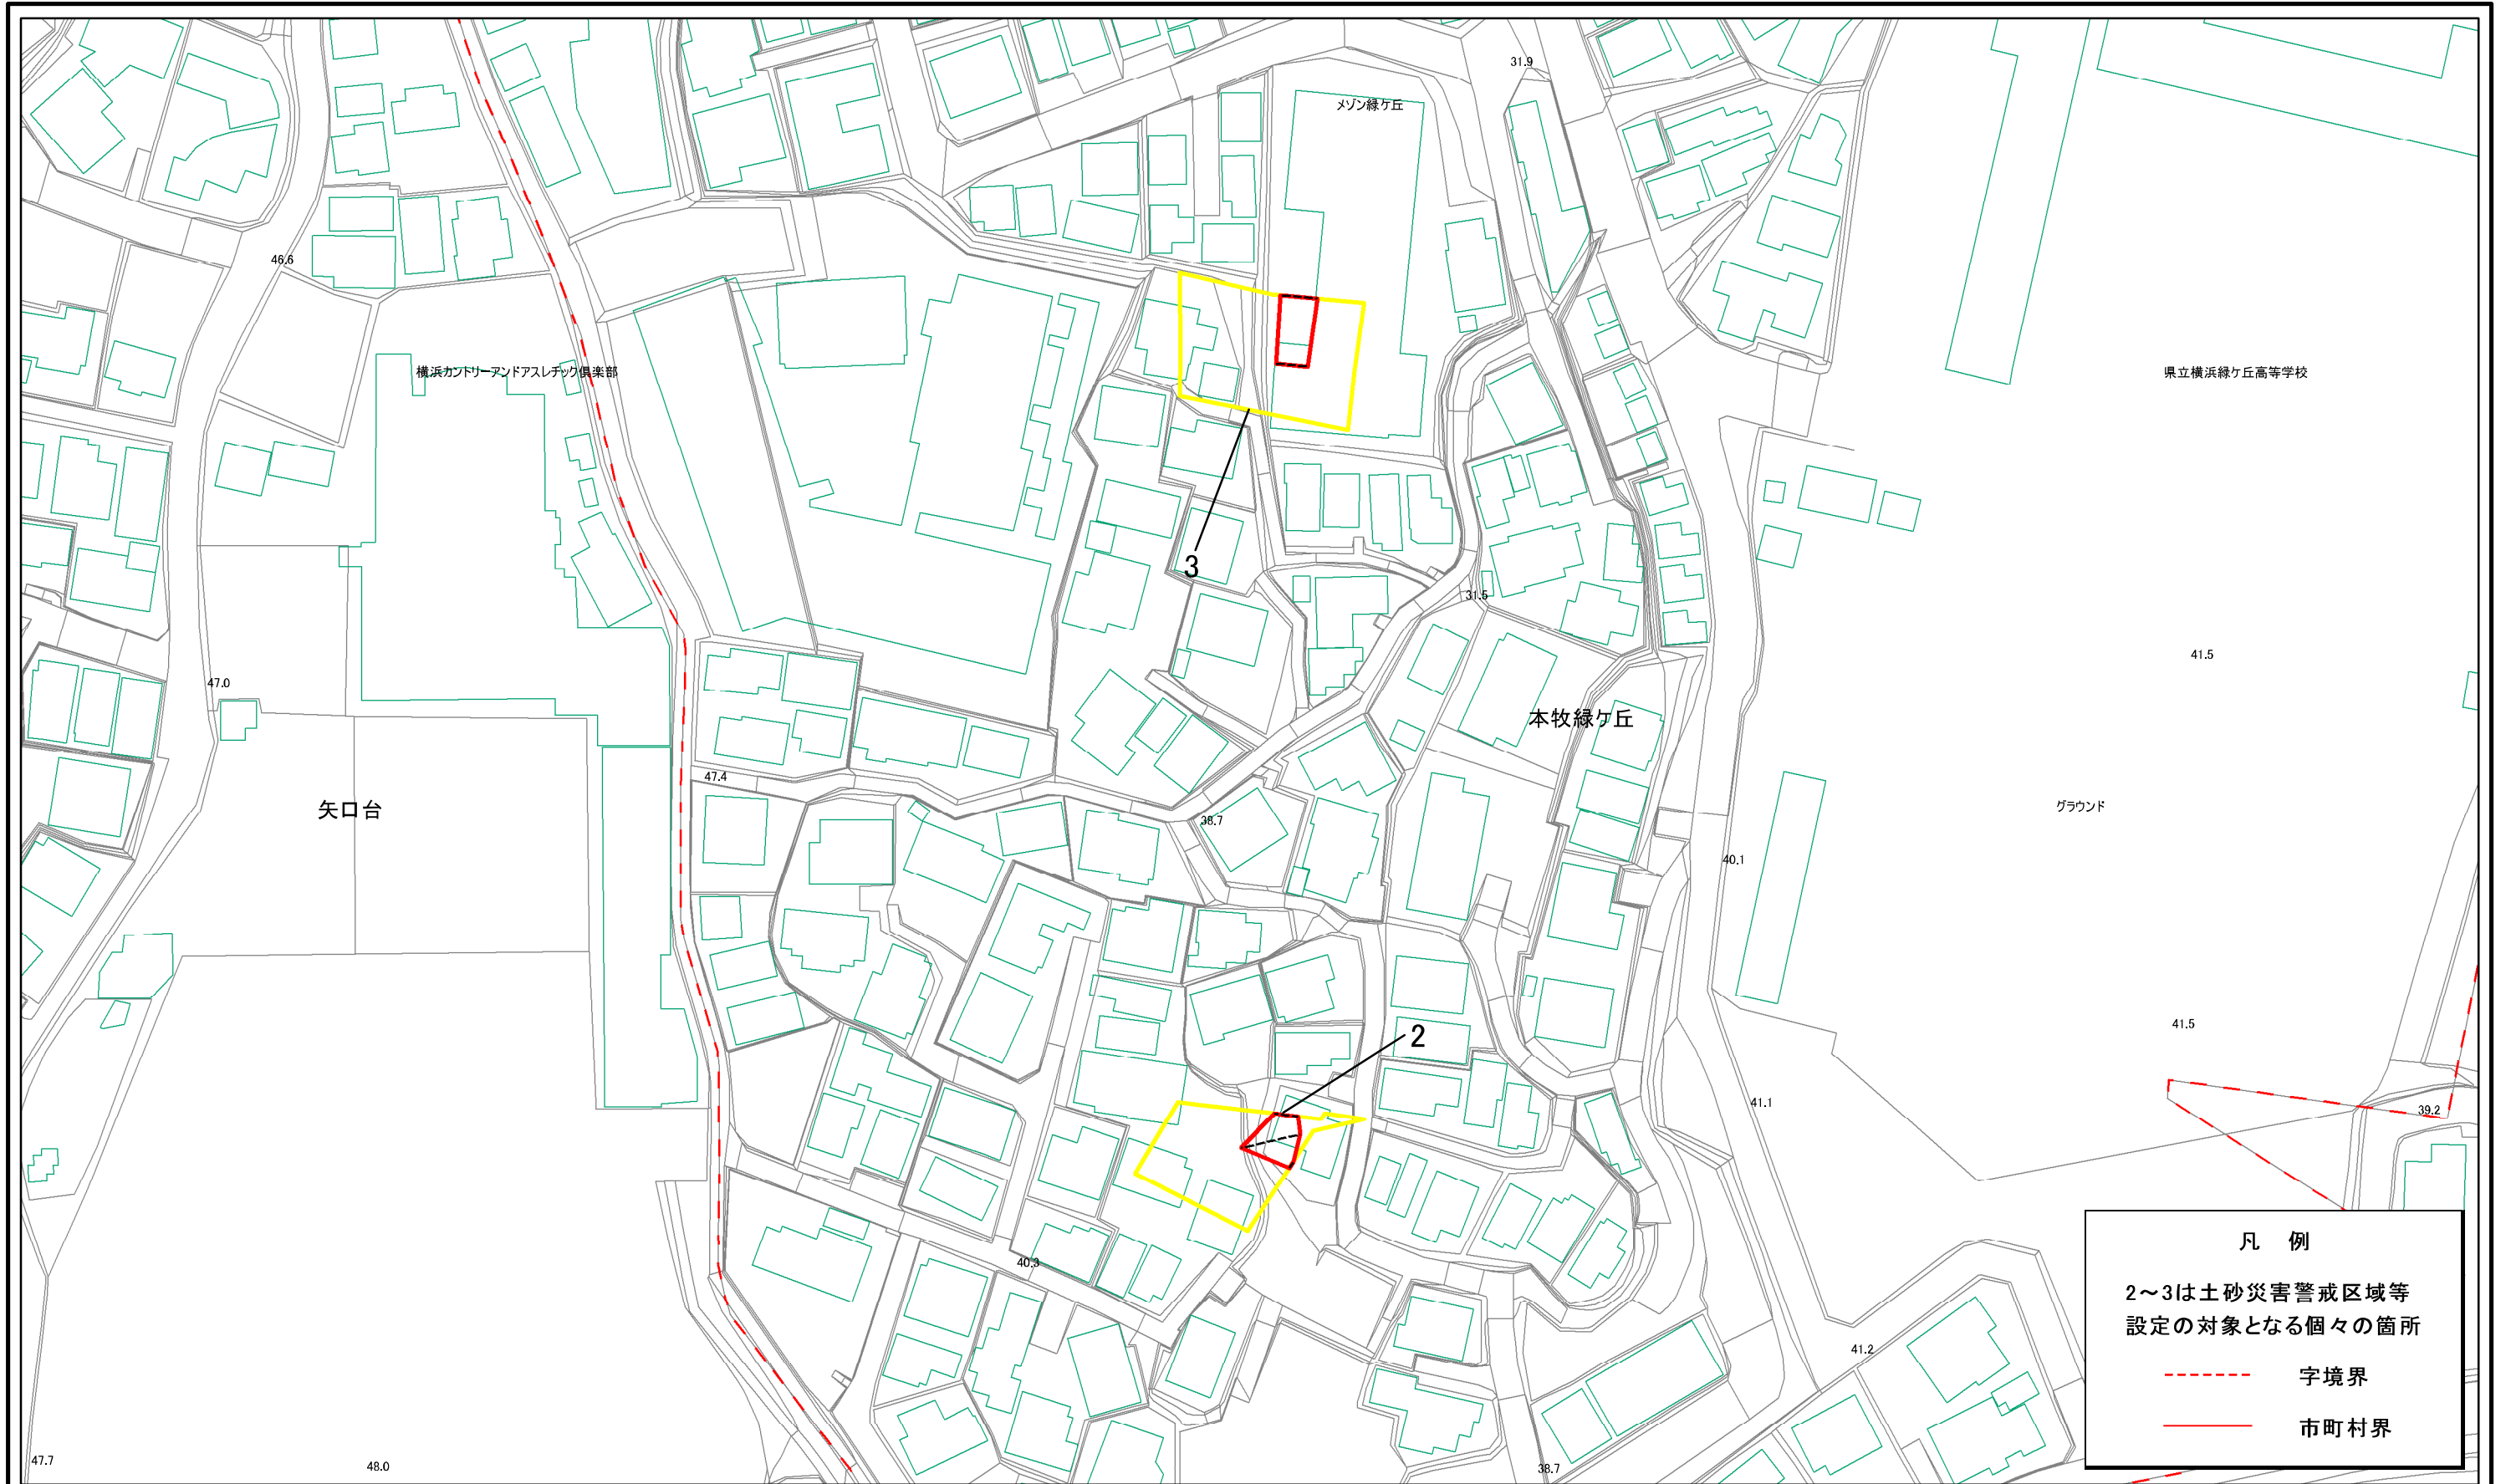 31.9
メゾン緑ケ丘
46.6
横浜カントリーアンドアスレチック倶楽部
県立横浜緑ケ丘高等学校
3
31.5
41.5
47.0
本牧緑ケ丘
47.4
矢口台
グラウンド
38.7
40.1
41.5
2
41.1
39.2
40.3
凡 例
2～3は土砂災害警戒区域等
設定の対象となる個々の箇所
字境界
市町村界
41.2
47.7
48.0
38.7